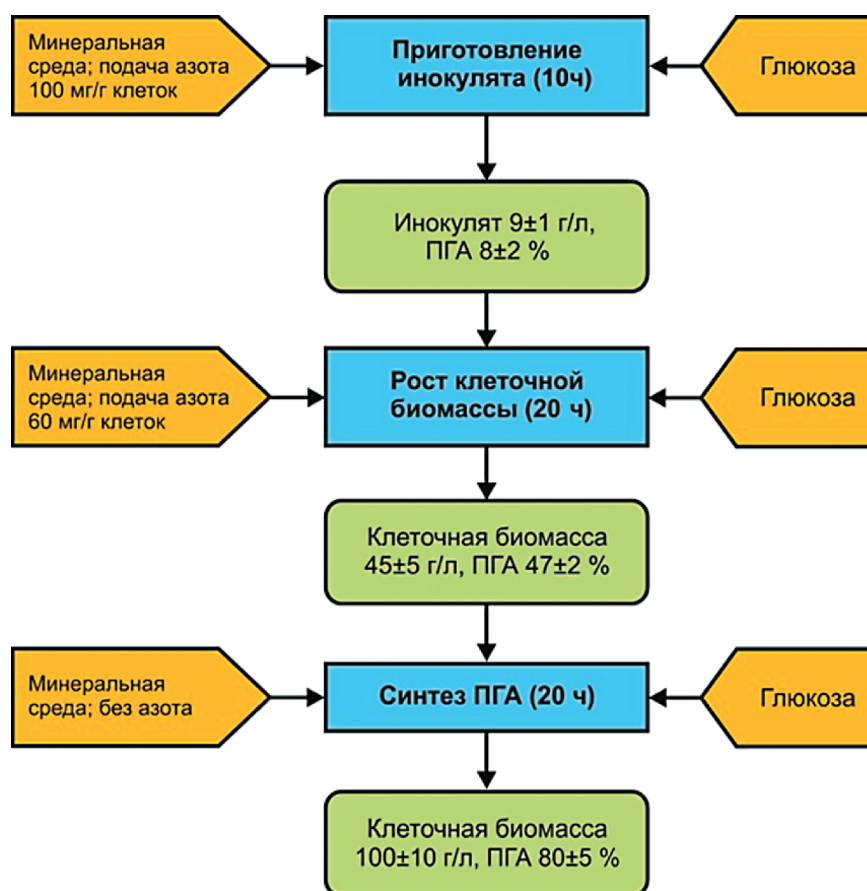 Минеральная
среда; подача азота
100 мг/г клеток
Приготовление
инокулята (10ч)
Глюкоза
Инокулят 9±1 г/л,
ПГА 8±2 %
Минеральная
среда; подача азота
60 мг/г клеток
Рост клеточной
биомассы (20 ч)
Глюкоза
Клеточная биомасса
45±5 г/л, ПГА 47±2 %
Минеральная
среда; без азота
Синтез ПГА (20 ч)
Глюкоза
Клеточная биомасса
100±10 г/л, ПГА 80±5 %